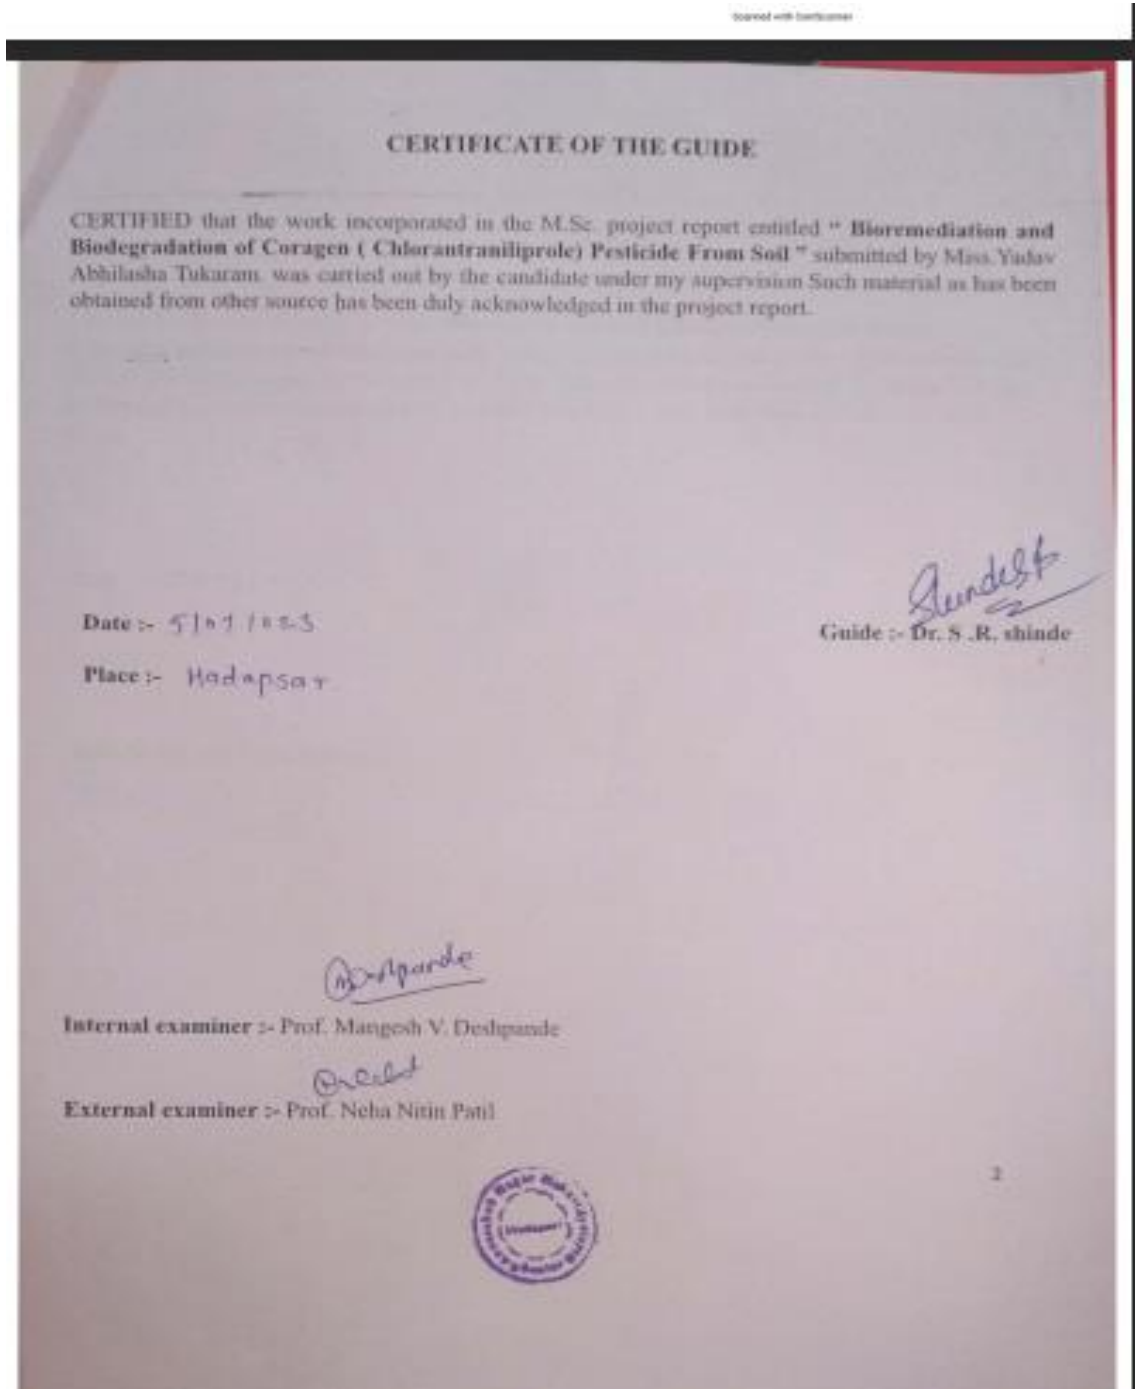 Scanned with CamScanner
CERTIFICATE OF THE GUIDE
CERTIFIED that the work incorporated in the M.Sc. project report entitled “ Bioremediation and
Biodegradation of Coragen ( Chlorantraniliprole) Pesticide From Soil ” submitted by Miss. Yadav
Abhilasha Tukaram. was carried out by the candidate under my supervision Such material as has been
obtained from other source has been duly acknowledged in the project report.
Date :-
Guide :- Dr. S .R. shinde
Place :- Hadapsar
Internal examiner :- Prof. Mangesh V. Deshpande
External examiner :- Prof. Neha Nitin Patil
2